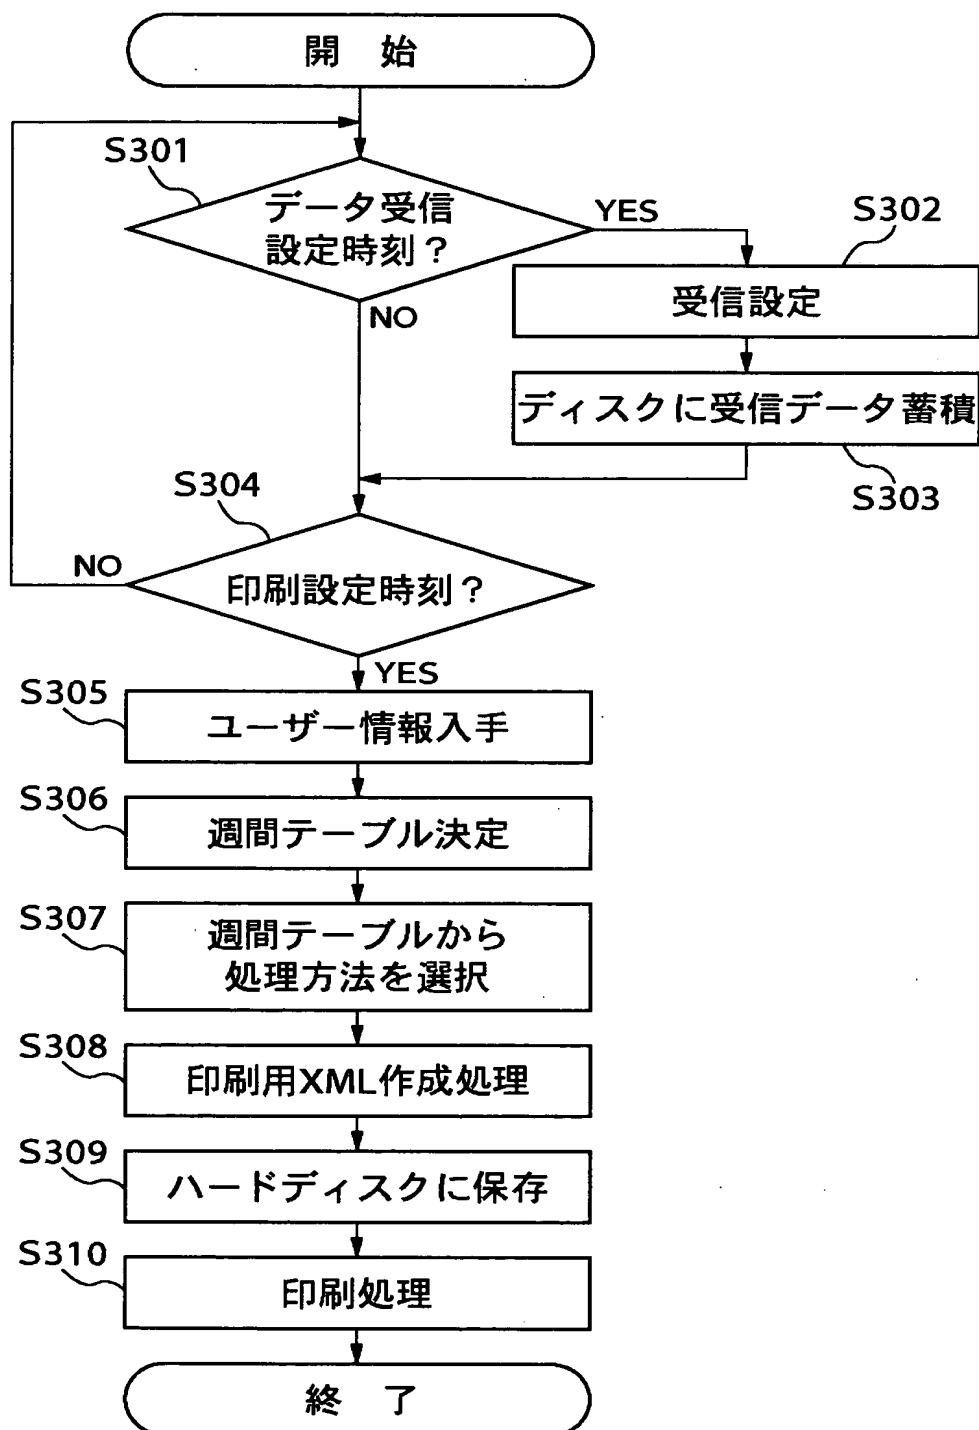 開 始
S301
データ受信
設定時刻？
YES
S302
受信設定
NO
ディスクに受信データ蓄積
S303
S304
NO
印刷設定時刻？
YES
S305
ユーザー情報入手
S306
週間テーブル決定
S307
週間テーブルから
処理方法を選択
S308
印刷用XML作成処理
S309
ハードディスクに保存
S310
印刷処理
終 了